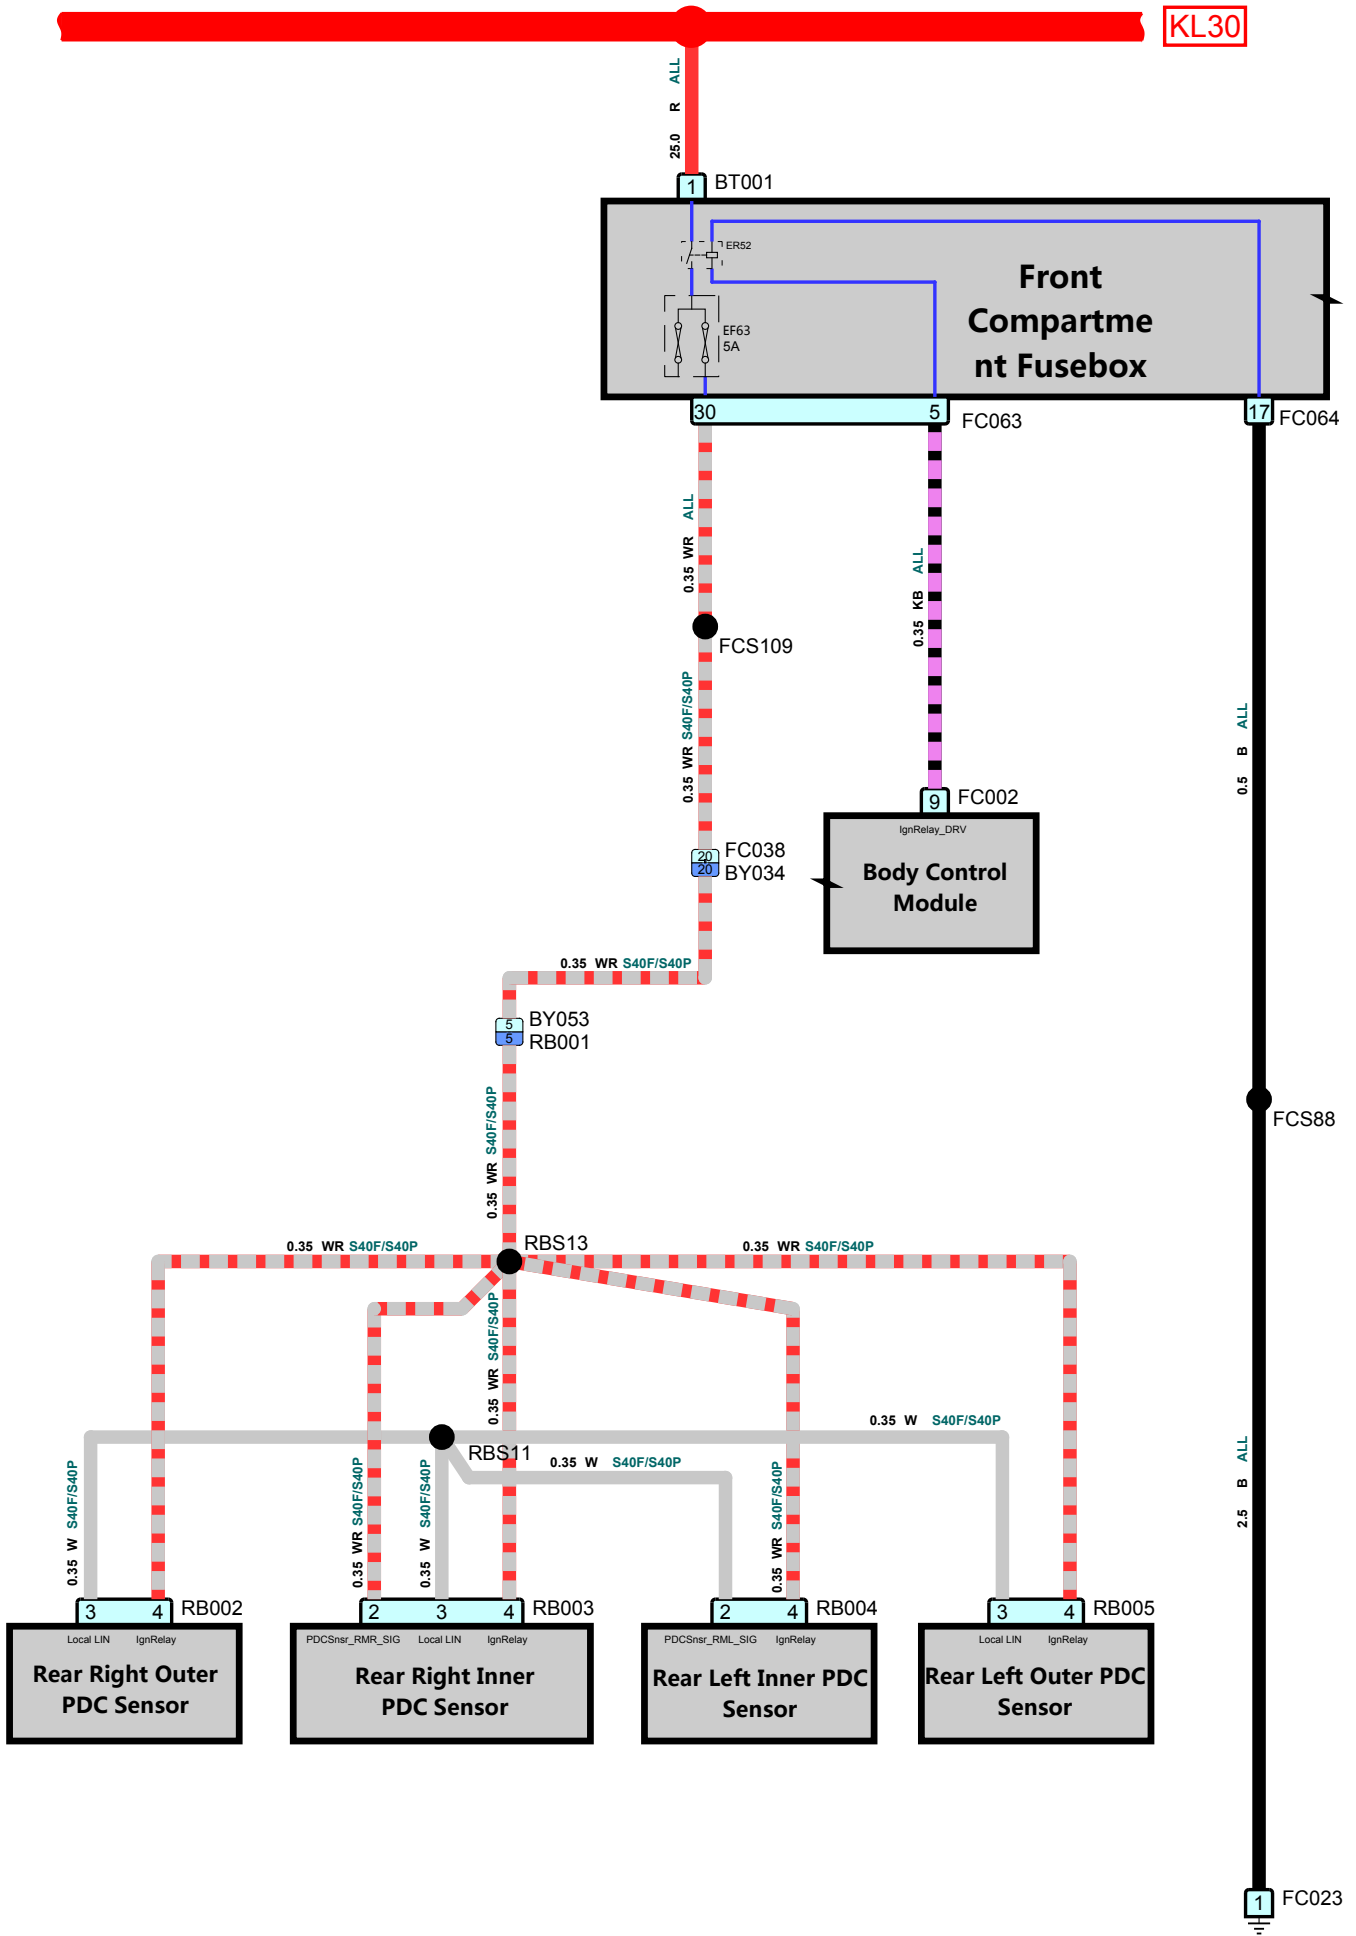 KL30
25.0 R ALL
1 BT001
ER52
EF63
5A
Front
Compartme
nt Fusebox
30 5 FC063
17 FC064
0.35 WR ALL
0.35 KB ALL
FCS109
0.35 WR S40F/S40P
0.5 B ALL
9 FC002
IgnRelay_DRV
Body Control
Module
20 FC038
20 BY034
0.35 WR S40F/S40P
5 BY053
5 RB001
0.35 WR S40F/S40P
FCS88
RBS13
0.35 WR S40F/S40P
0.35 WR S40F/S40P
0.35 WR S40F/S40P
RBS11
0.35 W S40F/S40P
0.35 W S40F/S40P
0.35 W S40F/S40P
0.35 WR S40F/S40P
0.35 W S40F/S40P
0.35 WR S40F/S40P
2.5 B ALL
3 4 RB002
Local LIN IgnRelay
Rear Right Outer
PDC Sensor
2 3 4 RB003
PDCSnsr_RMR_SIG Local LIN IgnRelay
Rear Right Inner
PDC Sensor
2 4 RB004
PDCSnsr_RML_SIG IgnRelay
Rear Left Inner PDC
Sensor
3 4 RB005
Local LIN IgnRelay
Rear Left Outer PDC
Sensor
1 FC023